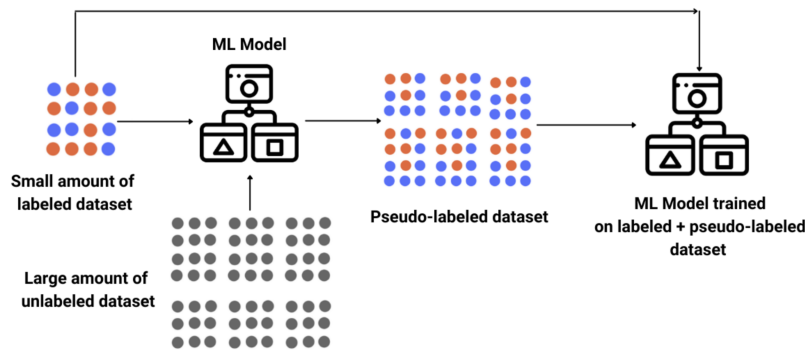 ML Model
Small amount of
labeled dataset
Large amount of
unlabeled dataset
Pseudo-labeled dataset
ML Model trained
on labeled + pseudo-labeled
dataset